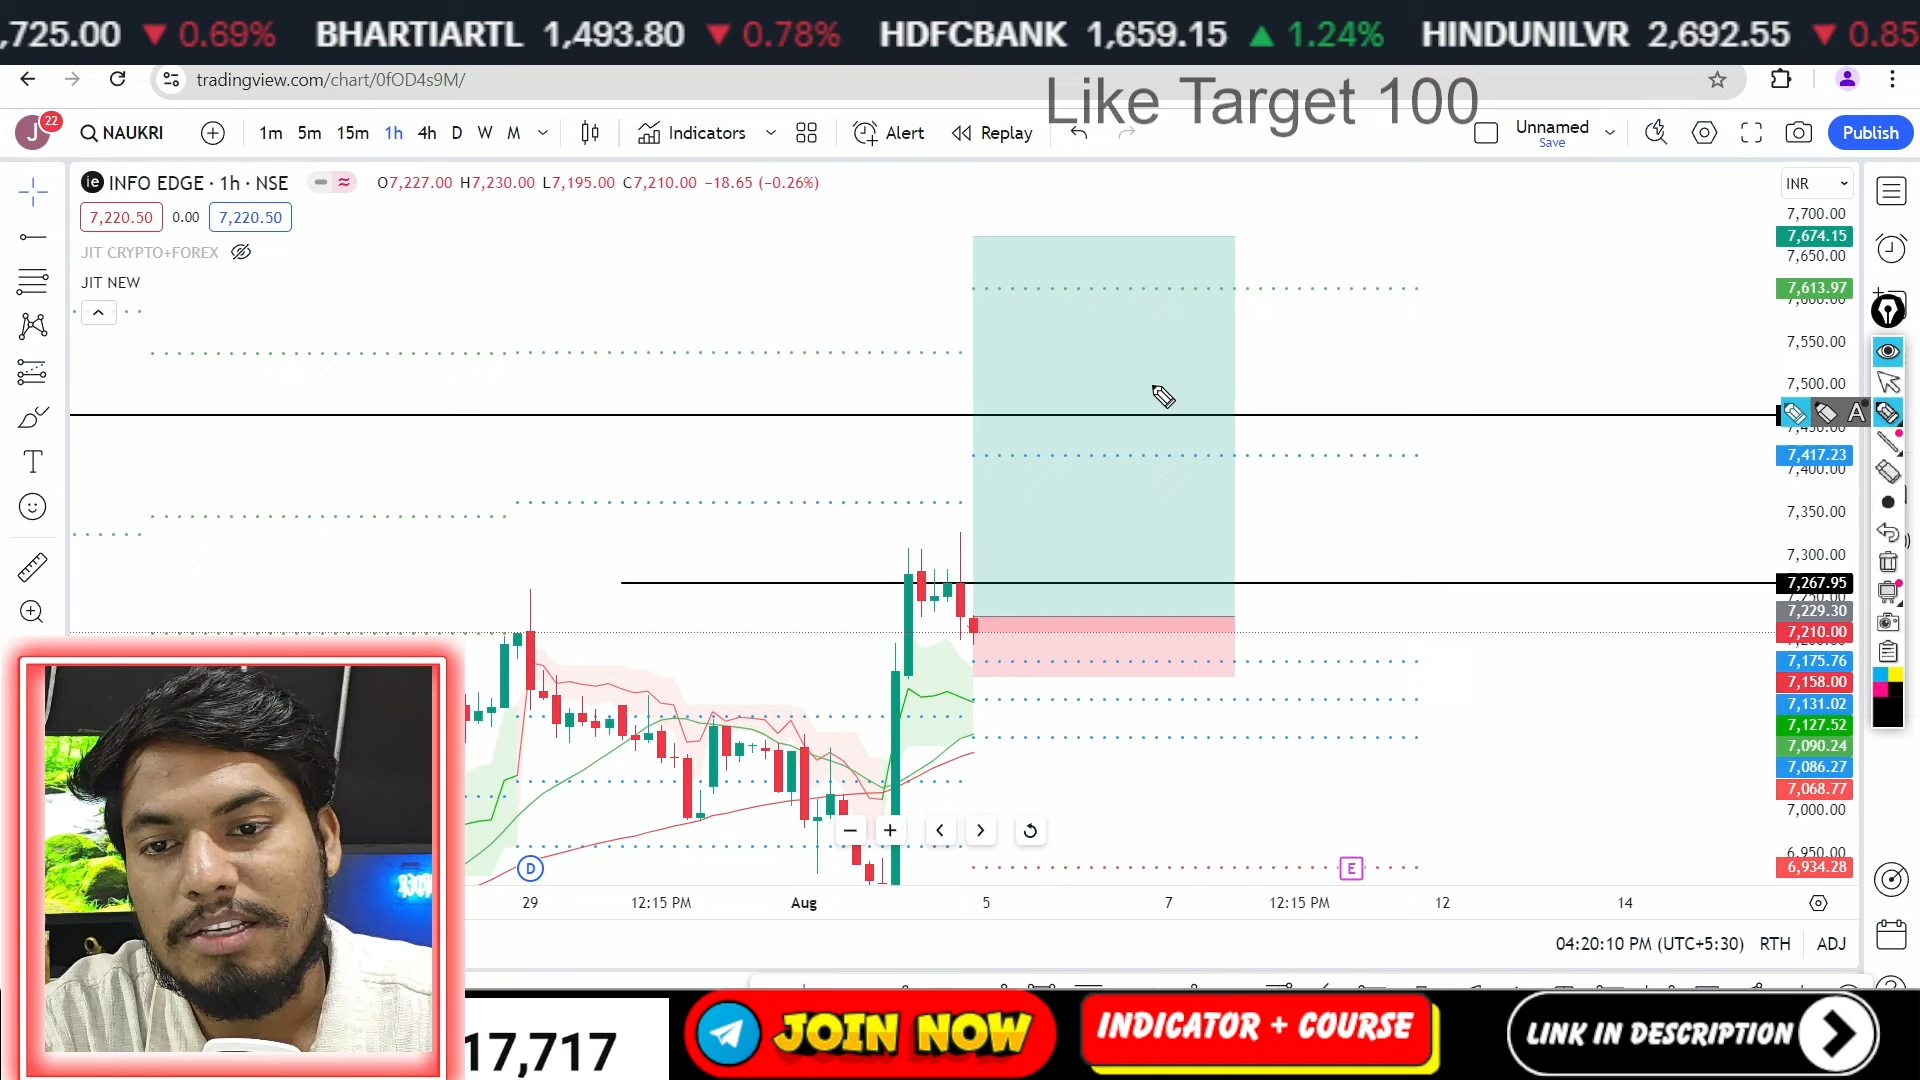 ,725.00 ▼ 0.69% BHARTIARTL 1,493.80 ▼ 0.78% HDFCBANK 1,659.15 ▲ 1.24% HINDUNILVR 2,692.55 ▼ 0.85
tradingview.com/chart/0fOD4s9M/
Like Target 100
J 22 NAUKRI 1m 5m 15m 1h 4h D W M Indicators Alert Replay Unnamed Publish
Save
ie INFO EDGE · 1h · NSE O7,227.00 H7,230.00 L7,195.00 C7,210.00 −18.65 (−0.26%)
INR
7,220.50 0.00 7,220.50
JIT CRYPTO+FOREX
JIT NEW
7,700.00
7,674.15
7,650.00
7,613.97
7,550.00
7,500.00
A
7,417.23
7,400.00
7,350.00
7,300.00
7,267.95
7,229.30
7,210.00
7,175.76
7,158.00
7,131.02
7,127.52
7,090.24
7,086.27
7,068.77
7,000.00
6,950.00
6,934.28
D E
29 12:15 PM Aug 5 7 12:15 PM 12 14
04:20:10 PM (UTC+5:30) RTH ADJ
17,717
JOIN NOW
INDICATOR + COURSE
LINK IN DESCRIPTION